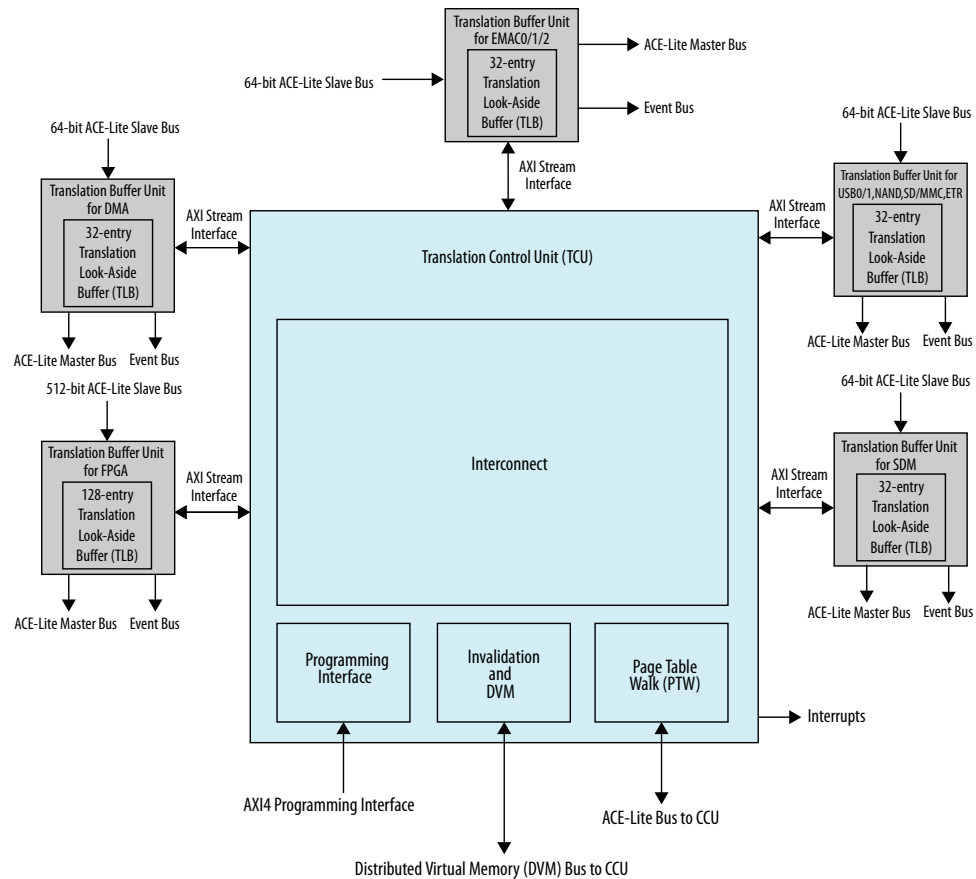 Translation Buffer Unit
for EMAC0/1/2
32-entry
Translation
Look-Aside
Buffer (TLB)
64-bit ACE-Lite Slave Bus
ACE-Lite Master Bus
Event Bus
AXI Stream
Interface
64-bit ACE-Lite Slave Bus
Translation Buffer Unit
for DMA
32-entry
Translation
Look-Aside
Buffer (TLB)
AXI Stream
Interface
ACE-Lite Master Bus
Event Bus
64-bit ACE-Lite Slave Bus
Translation Buffer Unit for
USB0/1,NAND,SD/MMC,ETR
32-entry
Translation
Look-Aside
Buffer (TLB)
AXI Stream
Interface
ACE-Lite Master Bus
Event Bus
Translation Control Unit (TCU)
Interconnect
512-bit ACE-Lite Slave Bus
Translation Buffer Unit
for FPGA
128-entry
Translation
Look-Aside
Buffer (TLB)
AXI Stream
Interface
ACE-Lite Master Bus
Event Bus
64-bit ACE-Lite Slave Bus
Translation Buffer Unit
for SDM
32-entry
Translation
Look-Aside
Buffer (TLB)
AXI Stream
Interface
ACE-Lite Master Bus
Event Bus
Programming
Interface
Invalidation
and
DVM
Page Table
Walk (PTW)
Interrupts
AXI4 Programming Interface
ACE-Lite Bus to CCU
Distributed Virtual Memory (DVM) Bus to CCU